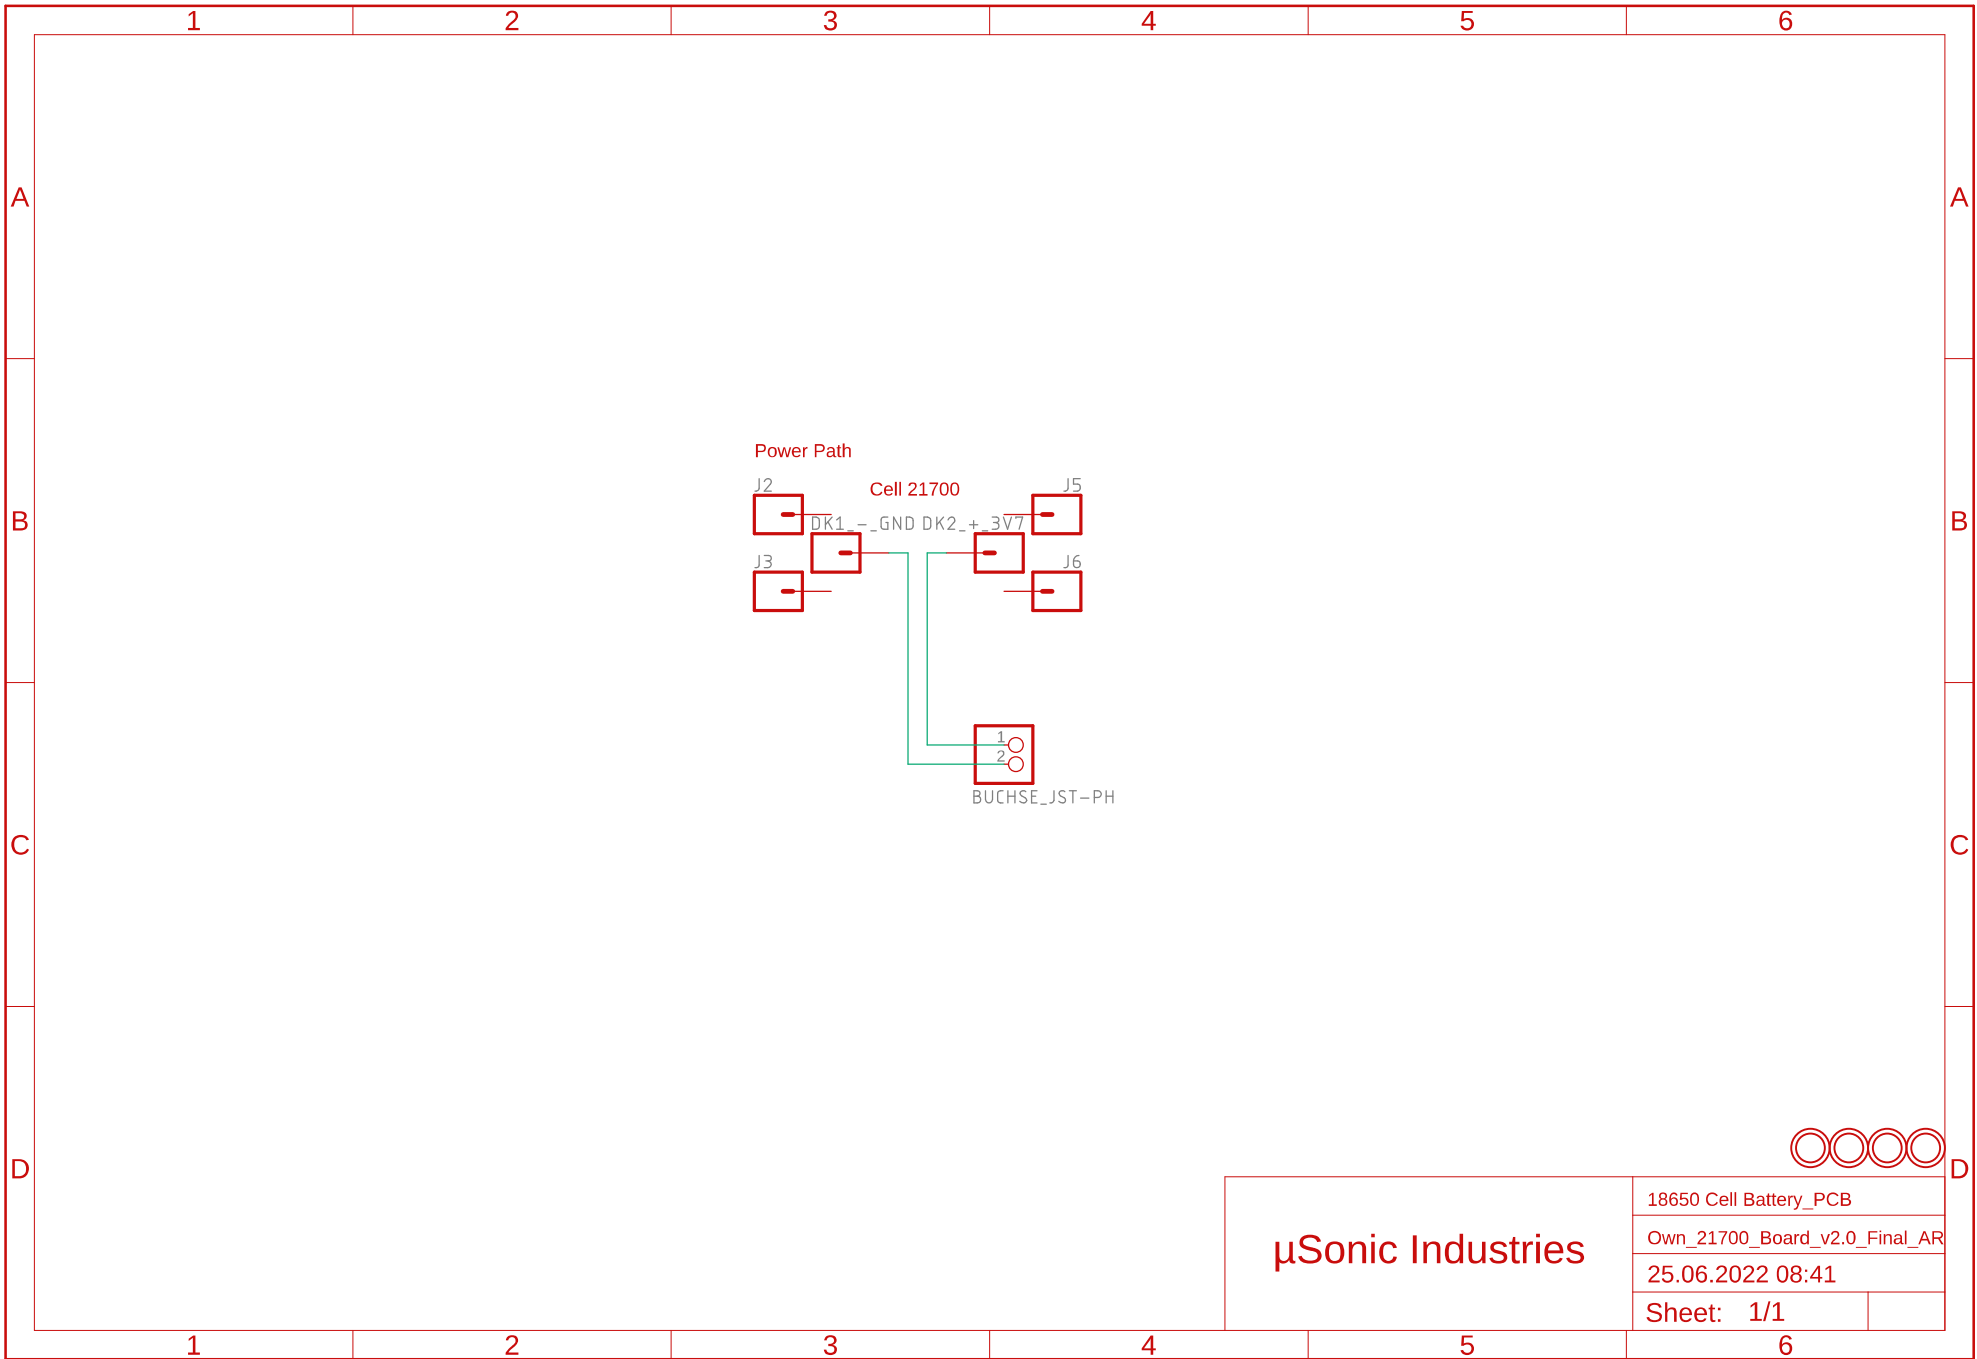 1 2 3 4 5 6
A A
Power Path
J2 Cell 21700 J5
B DK1_-_GND DK2_+_3V7 B
J3 J6
1
2
BUCHSE_JST-PH
C C
D D
18650 Cell Battery_PCB
µSonic Industries
Own_21700_Board_v2.0_Final_AR
25.06.2022 08:41
Sheet: 1/1
1 2 3 4 5 6